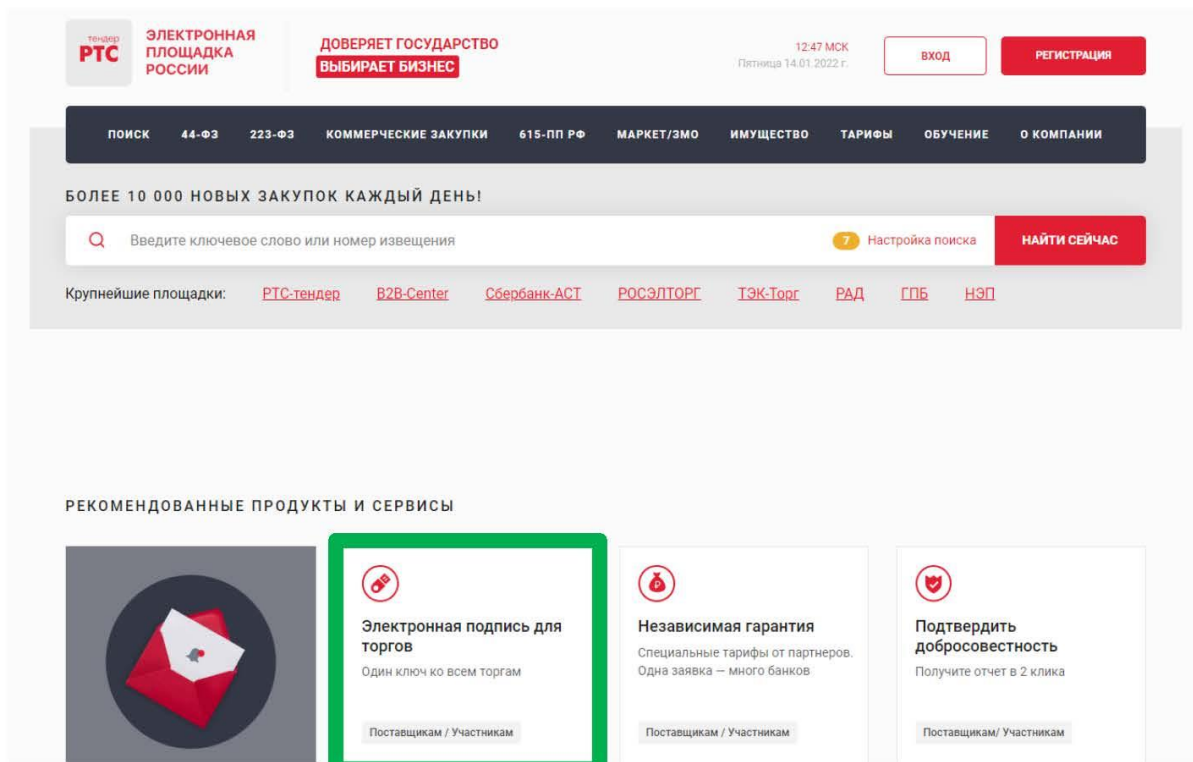 тендер
РТС
ЭЛЕКТРОННАЯ
ПЛОЩАДКА
РОССИИ
ДОВЕРЯЕТ ГОСУДАРСТВО
ВЫБИРАЕТ БИЗНЕС
12:47 МСК
Пятница 14.01.2022 г.
ВХОД
РЕГИСТРАЦИЯ
ПОИСК 44-ФЗ 223-ФЗ КОММЕРЧЕСКИЕ ЗАКУПКИ 615-ПП РФ МАРКЕТ/ЗМО ИМУЩЕСТВО ТАРИФЫ ОБУЧЕНИЕ О КОМПАНИИ
БОЛЕЕ 10 000 НОВЫХ ЗАКУПОК КАЖДЫЙ ДЕНЬ!
Введите ключевое слово или номер извещения 7 Настройка поиска НАЙТИ СЕЙЧАС
Крупнейшие площадки: РТС-тендер B2B-Center Сбербанк-АСТ РОСЭЛТОРГ ТЭК-Торг РАД ГПБ НЭП
РЕКОМЕНДОВАННЫЕ ПРОДУКТЫ И СЕРВИСЫ
Электронная подпись для
торгов
Один ключ ко всем торгам
Поставщикам / Участникам
Независимая гарантия
Специальные тарифы от партнеров.
Одна заявка — много банков
Поставщикам / Участникам
Подтвердить
добросовестность
Получите отчет в 2 клика
Поставщикам/ Участникам